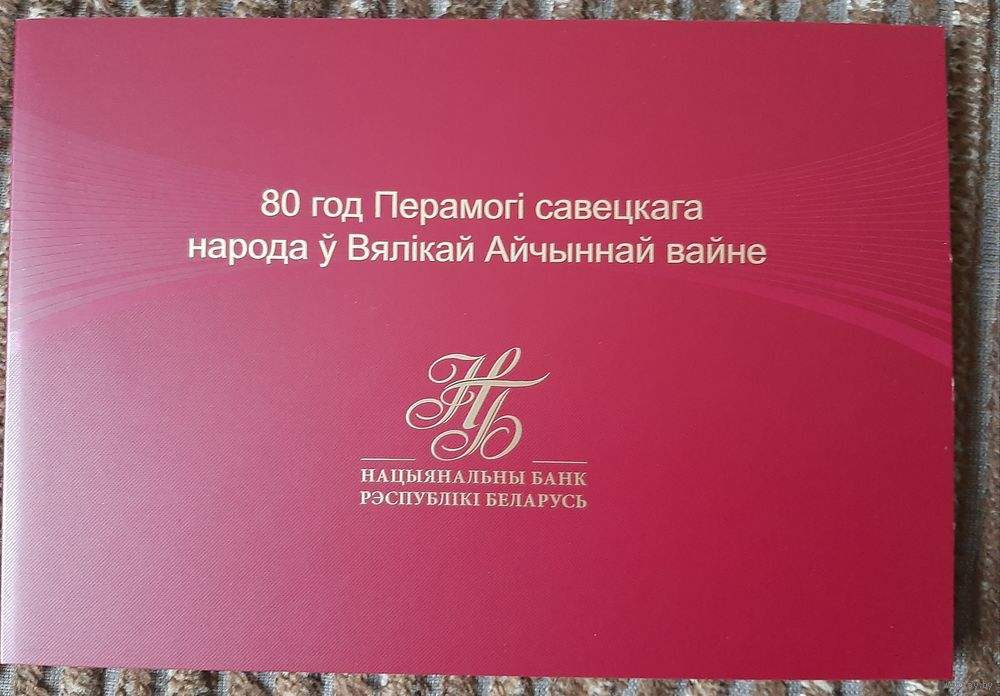 80 год Перамогі савецкага
народа ў Вялікай Айчыннай вайне
НБ
НАЦЫЯНАЛЬНЫ БАНК
РЭСПУБЛІКІ БЕЛАРУСЬ